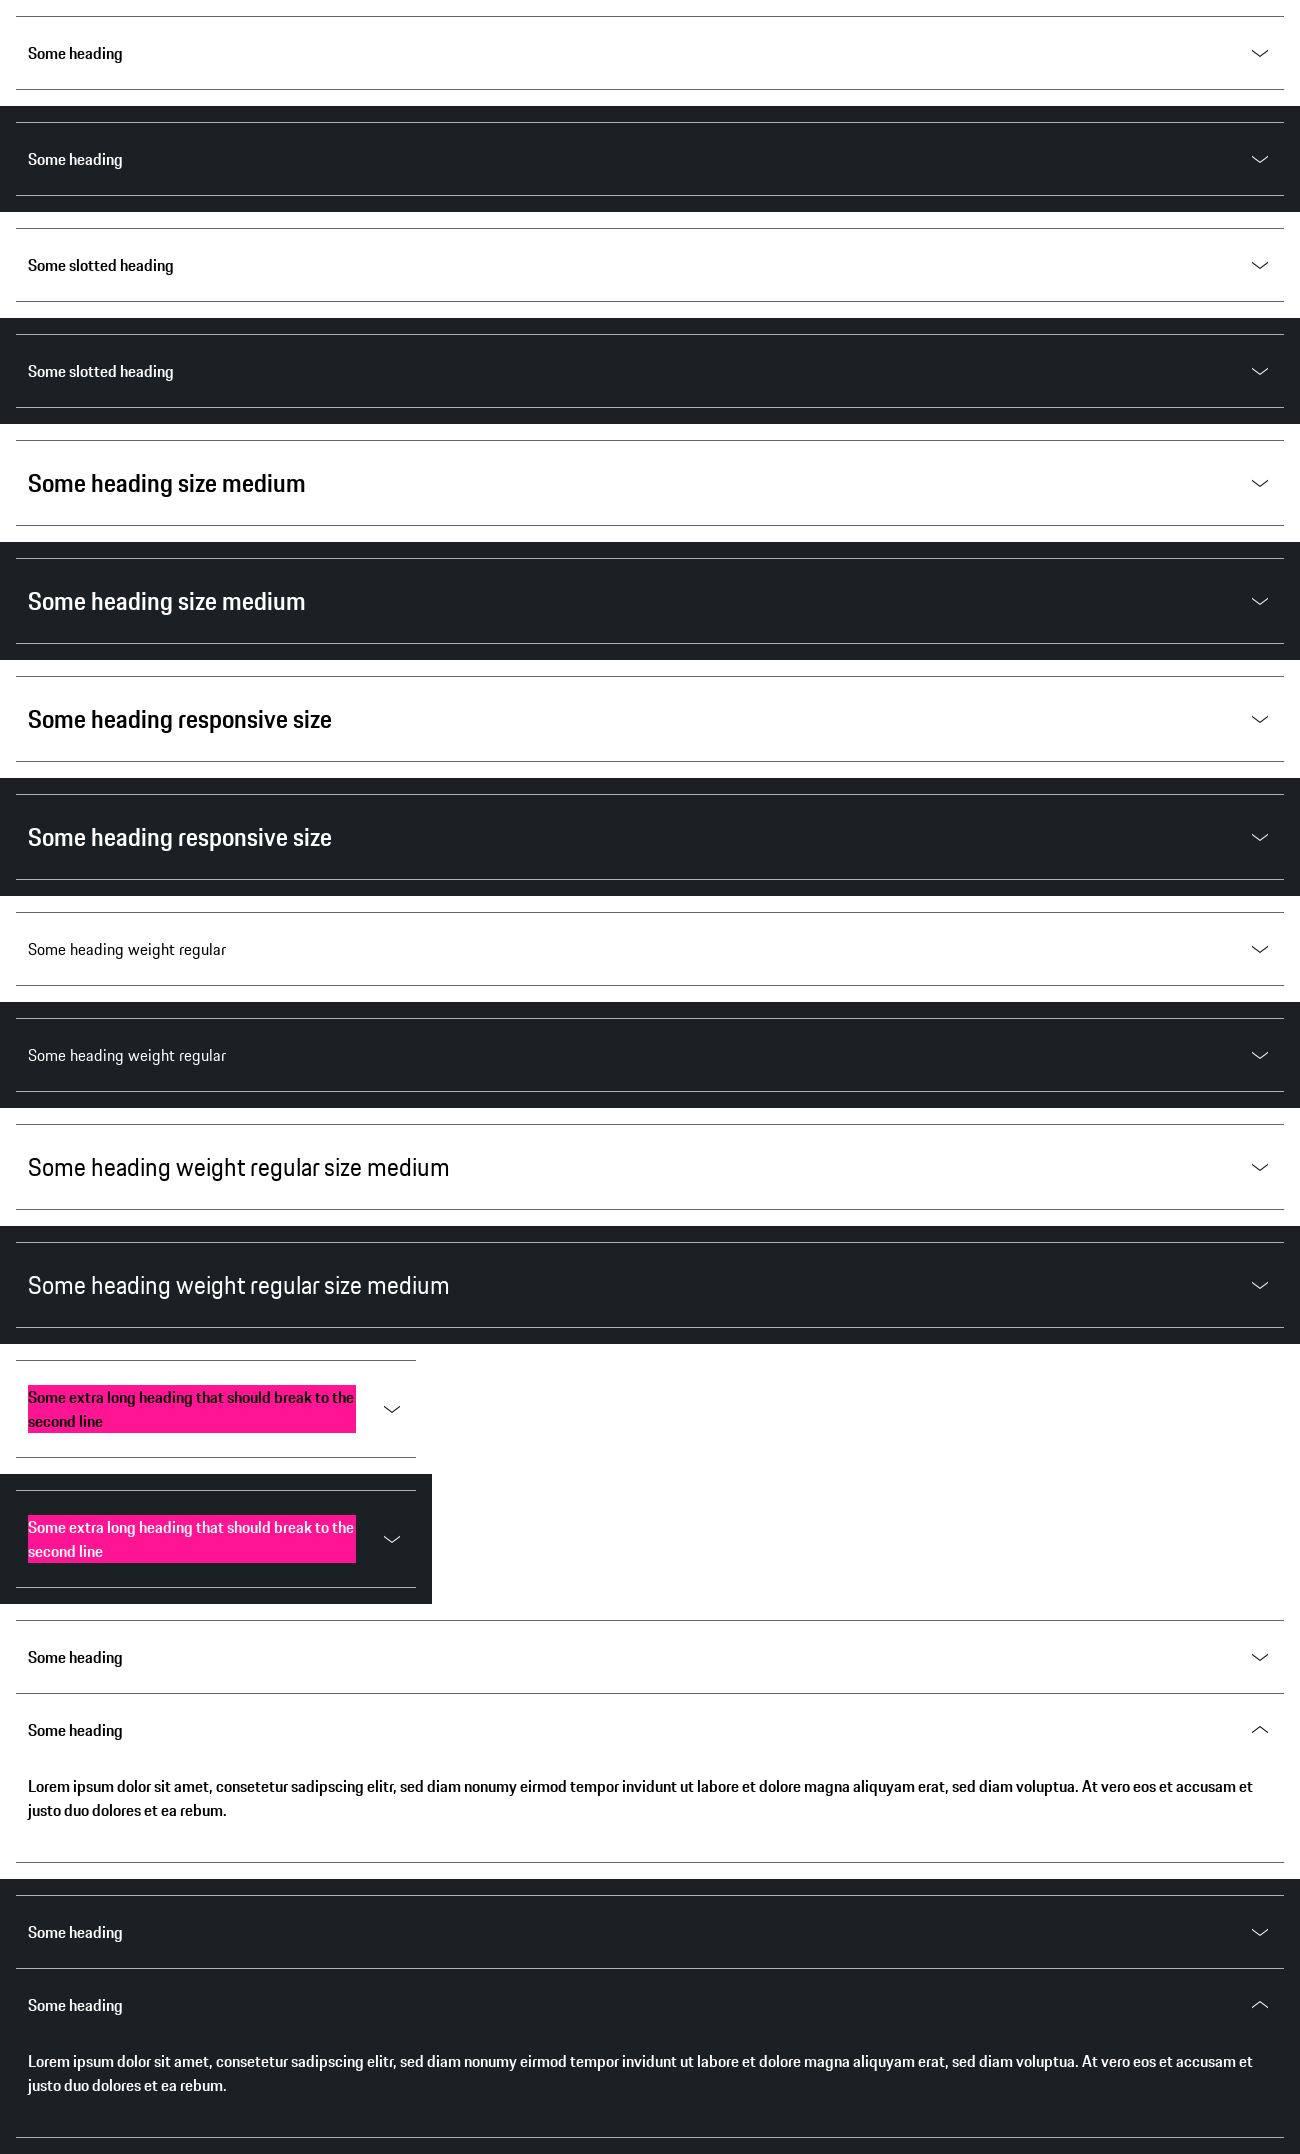 Some heading
Some heading
Some slotted heading
Some slotted heading
Some heading size medium
Some heading size medium
Some heading responsive size
Some heading responsive size
Some heading weight regular
Some heading weight regular
Some heading weight regular size medium
Some heading weight regular size medium
Some extra long heading that should break to the
second line
Some extra long heading that should break to the
second line
Some heading
Some heading
Lorem ipsum dolor sit amet, consetetur sadipscing elitr, sed diam nonumy eirmod tempor invidunt ut labore et dolore magna aliquyam erat, sed diam voluptua. At vero eos et accusam et
justo duo dolores et ea rebum.
Some heading
Some heading
Lorem ipsum dolor sit amet, consetetur sadipscing elitr, sed diam nonumy eirmod tempor invidunt ut labore et dolore magna aliquyam erat, sed diam voluptua. At vero eos et accusam et
justo duo dolores et ea rebum.